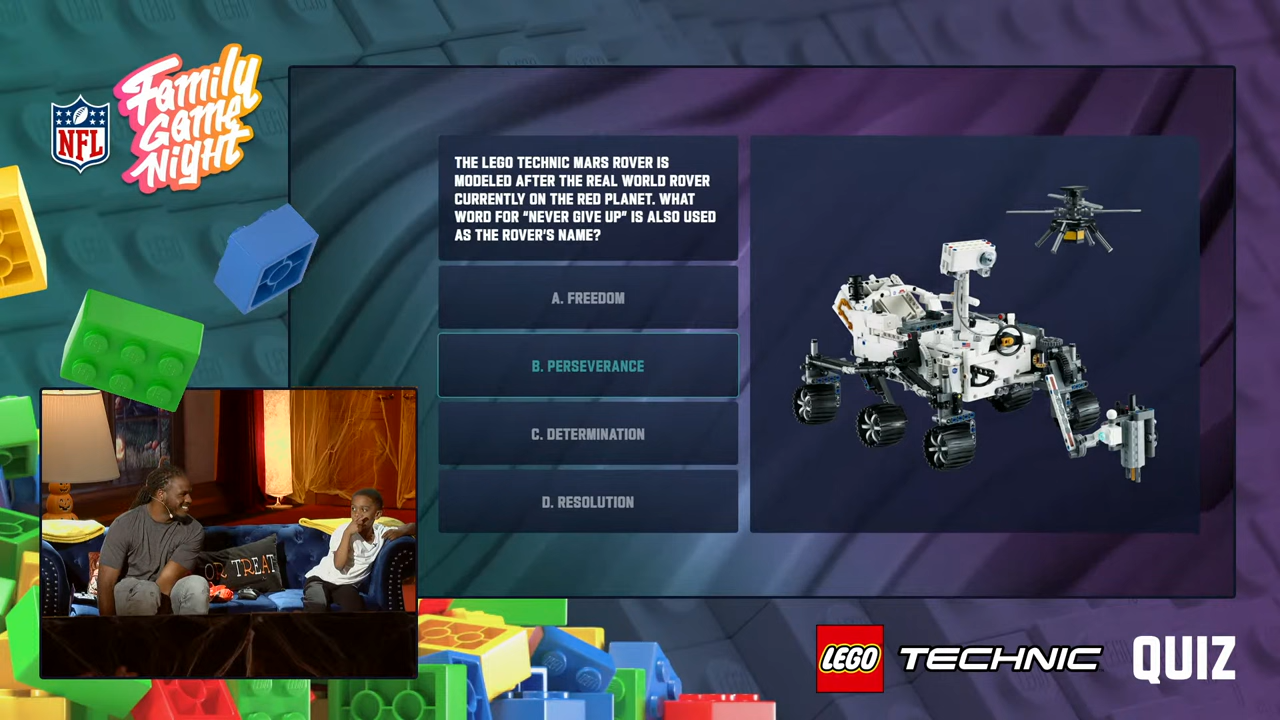 NFL
Family
Game
Night
THE LEGO TECHNIC MARS ROVER IS
MODELED AFTER THE REAL WORLD ROVER
CURRENTLY ON THE RED PLANET. WHAT
WORD FOR "NEVER GIVE UP" IS ALSO USED
AS THE ROVER'S NAME?
A. FREEDOM
B. PERSEVERANCE
C. DETERMINATION
D. RESOLUTION
OR TREAT
LEGO TECHNIC QUIZ